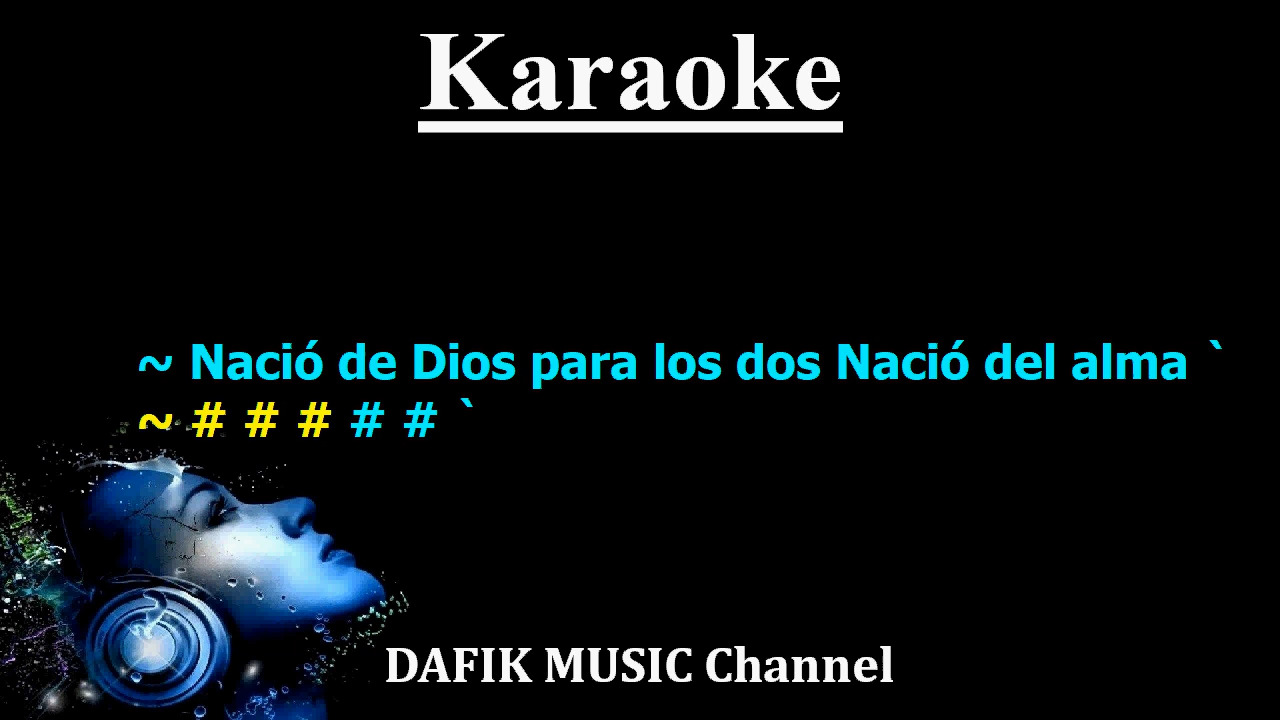 Karaoke
~ Nació de Dios para los dos Nació del alma `
~ # # # # # `
DAFIK MUSIC Channel